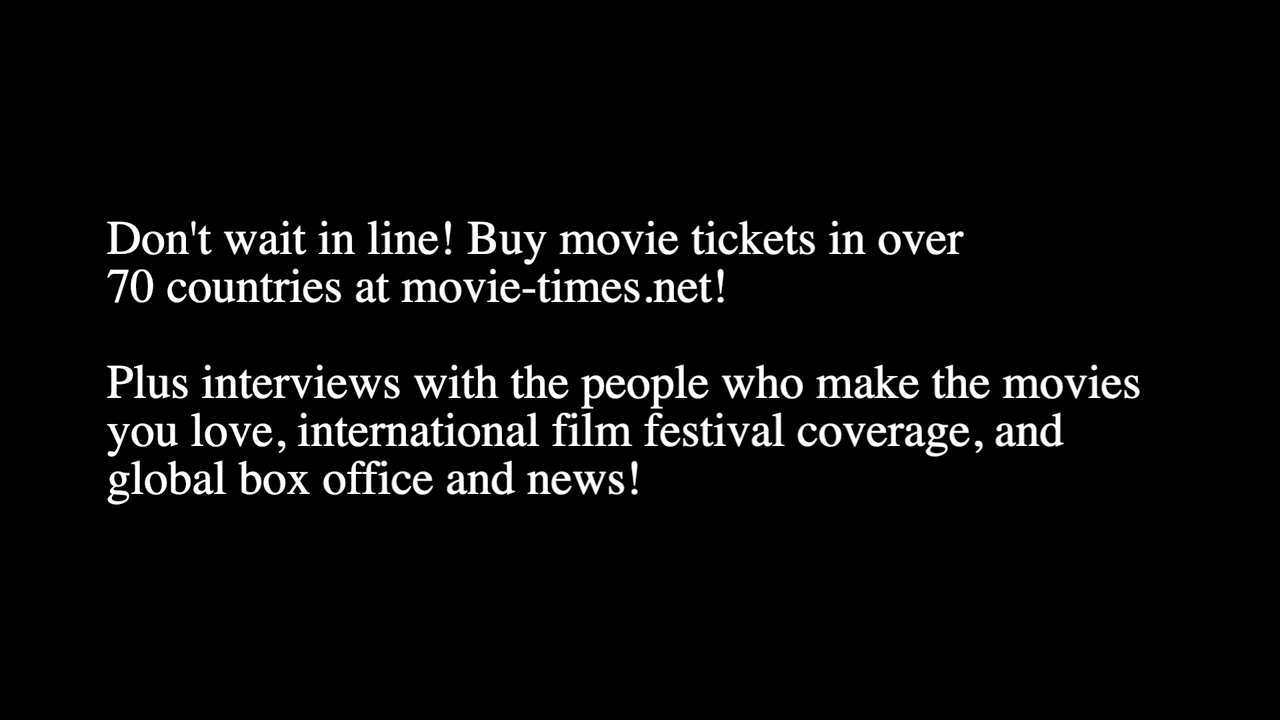 Don't wait in line! Buy movie tickets in over
70 countries at movie-times.net!
Plus interviews with the people who make the movies
you love, international film festival coverage, and
global box office and news!